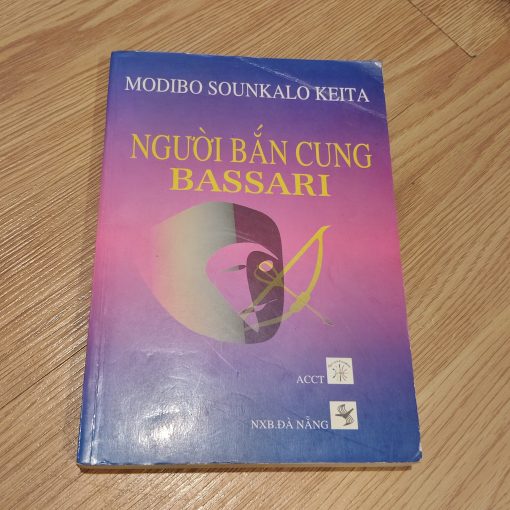 MODIBO SOUNKALO KEITA
NGƯỜI BẮN CUNG
BASSARI
ACCT
NXB.ĐÀ NẴNG